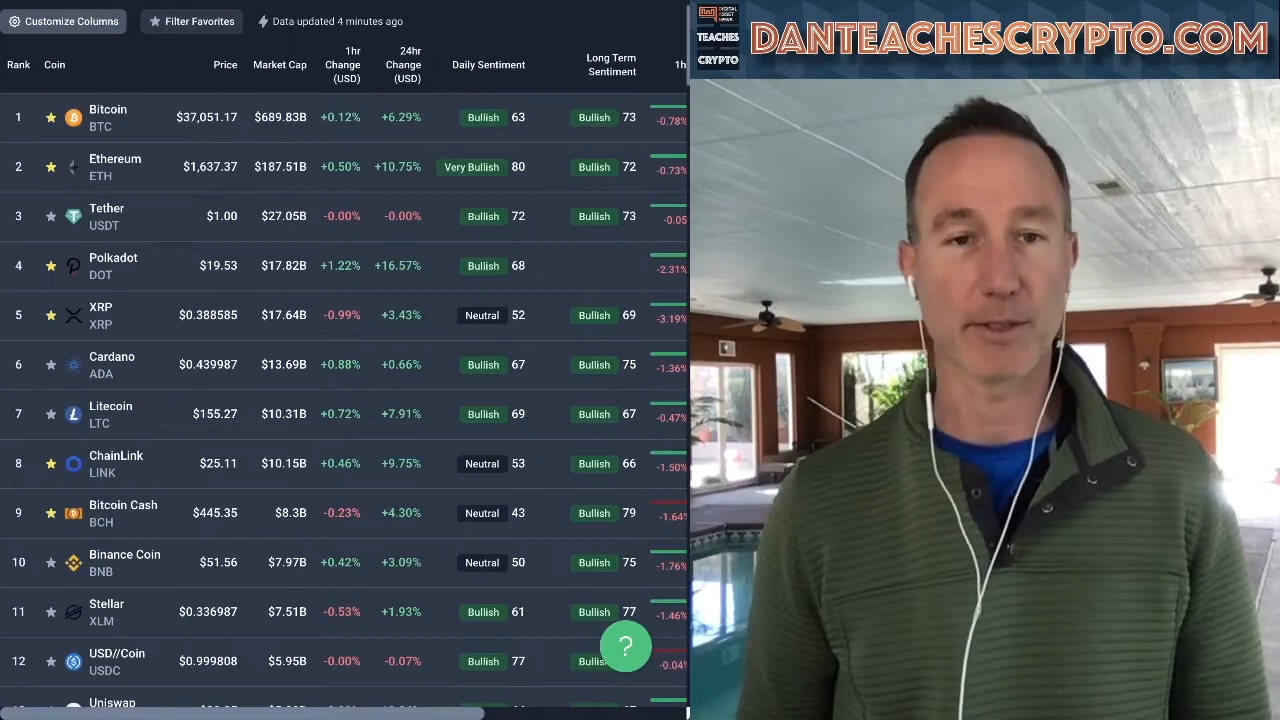 Customize Columns
Filter Favorites
Data updated 4 minutes ago
DIGITAL
ASSET
NEWS
TEACHES
CRYPTO
DANTEACHESCRYPTO.COM
Rank Coin Price Market Cap 1hr Change (USD) 24hr Change (USD) Daily Sentiment Long Term Sentiment 1h
1 Bitcoin BTC $37,051.17 $689.83B +0.12% +6.29% Bullish 63 Bullish 73 -0.78%
2 Ethereum ETH $1,637.37 $187.51B +0.50% +10.75% Very Bullish 80 Bullish 72 -0.73%
3 Tether USDT $1.00 $27.05B -0.00% -0.00% Bullish 72 Bullish 73 -0.05
4 Polkadot DOT $19.53 $17.82B +1.22% +16.57% Bullish 68 -2.31%
5 XRP XRP $0.388585 $17.64B -0.99% +3.43% Neutral 52 Bullish 69 -3.19%
6 Cardano ADA $0.439987 $13.69B +0.88% +0.66% Bullish 67 Bullish 75 -1.36%
7 Litecoin LTC $155.27 $10.31B +0.72% +7.91% Bullish 69 Bullish 67 -0.47%
8 ChainLink LINK $25.11 $10.15B +0.46% +9.75% Neutral 53 Bullish 66 -1.50%
9 Bitcoin Cash BCH $445.35 $8.3B -0.23% +4.30% Neutral 43 Bullish 79 -1.64%
10 Binance Coin BNB $51.56 $7.97B +0.42% +3.09% Neutral 50 Bullish 75 -1.76%
11 Stellar XLM $0.336987 $7.51B -0.53% +1.93% Bullish 61 Bullish 77 -1.46%
12 USD//Coin USDC $0.999808 $5.95B -0.00% -0.07% Bullish 77 -0.04%
?
Uniswap